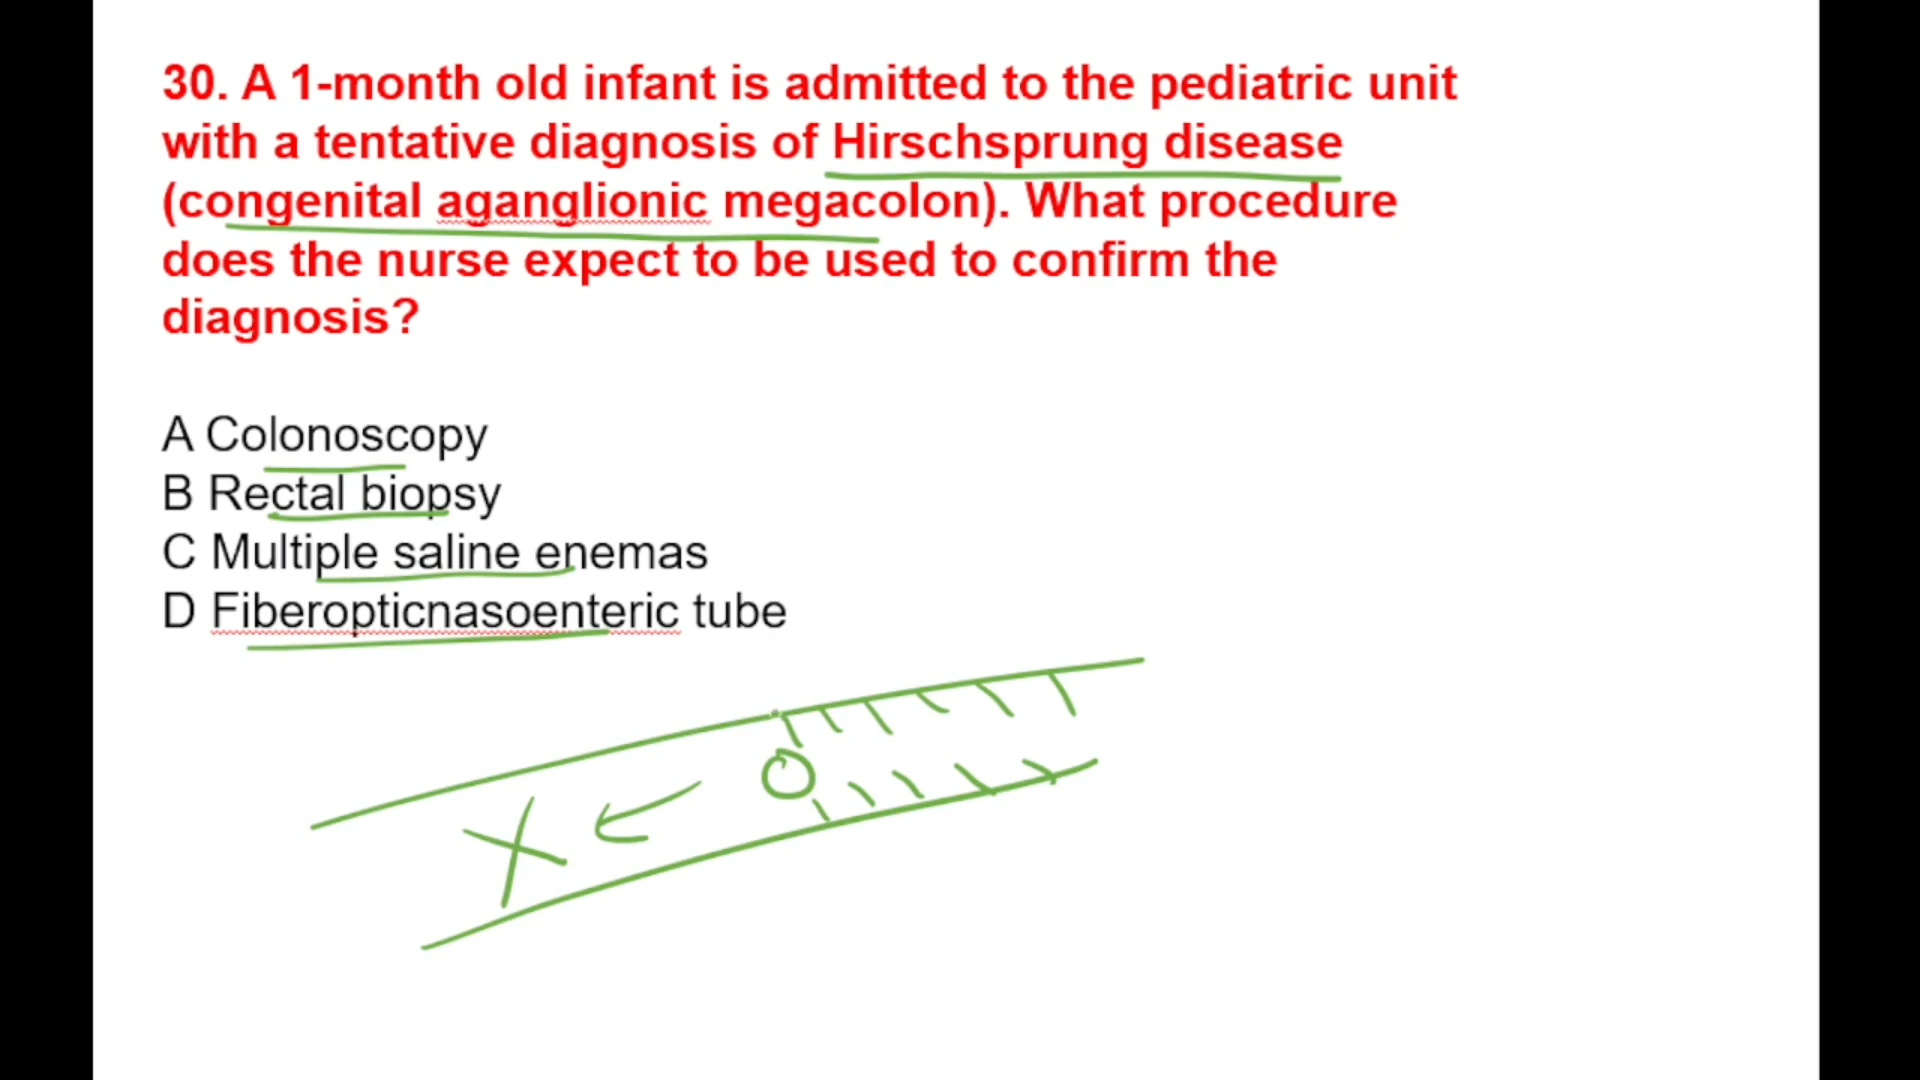 30. A 1-month old infant is admitted to the pediatric unit
with a tentative diagnosis of Hirschsprung disease
(congenital aganglionic megacolon). What procedure
does the nurse expect to be used to confirm the
diagnosis?
A Colonoscopy
B Rectal biopsy
C Multiple saline enemas
D Fiberopticnasoenteric tube